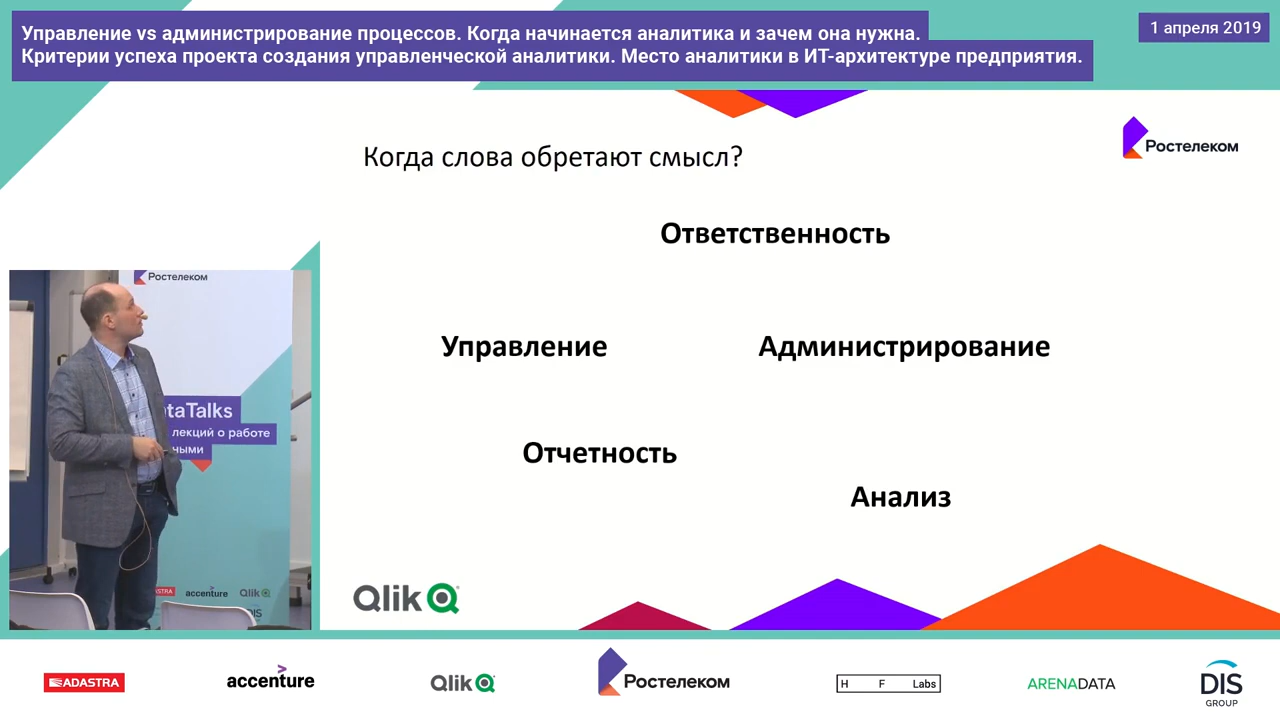 Управление vs администрирование процессов. Когда начинается аналитика и зачем она нужна.
Критерии успеха проекта создания управленческой аналитики. Место аналитики в ИТ-архитектуре предприятия.
1 апреля 2019
Когда слова обретают смысл?
Ростелеком
Ответственность
Управление
Администрирование
Отчетность
Анализ
Qlik
Ростелеком
taTalks
лекций о работе
ными
accenture
Qlik
DIS
ADASTRA
accenture
Qlik
Ростелеком
H F Labs
ARENADATA
DIS
GROUP